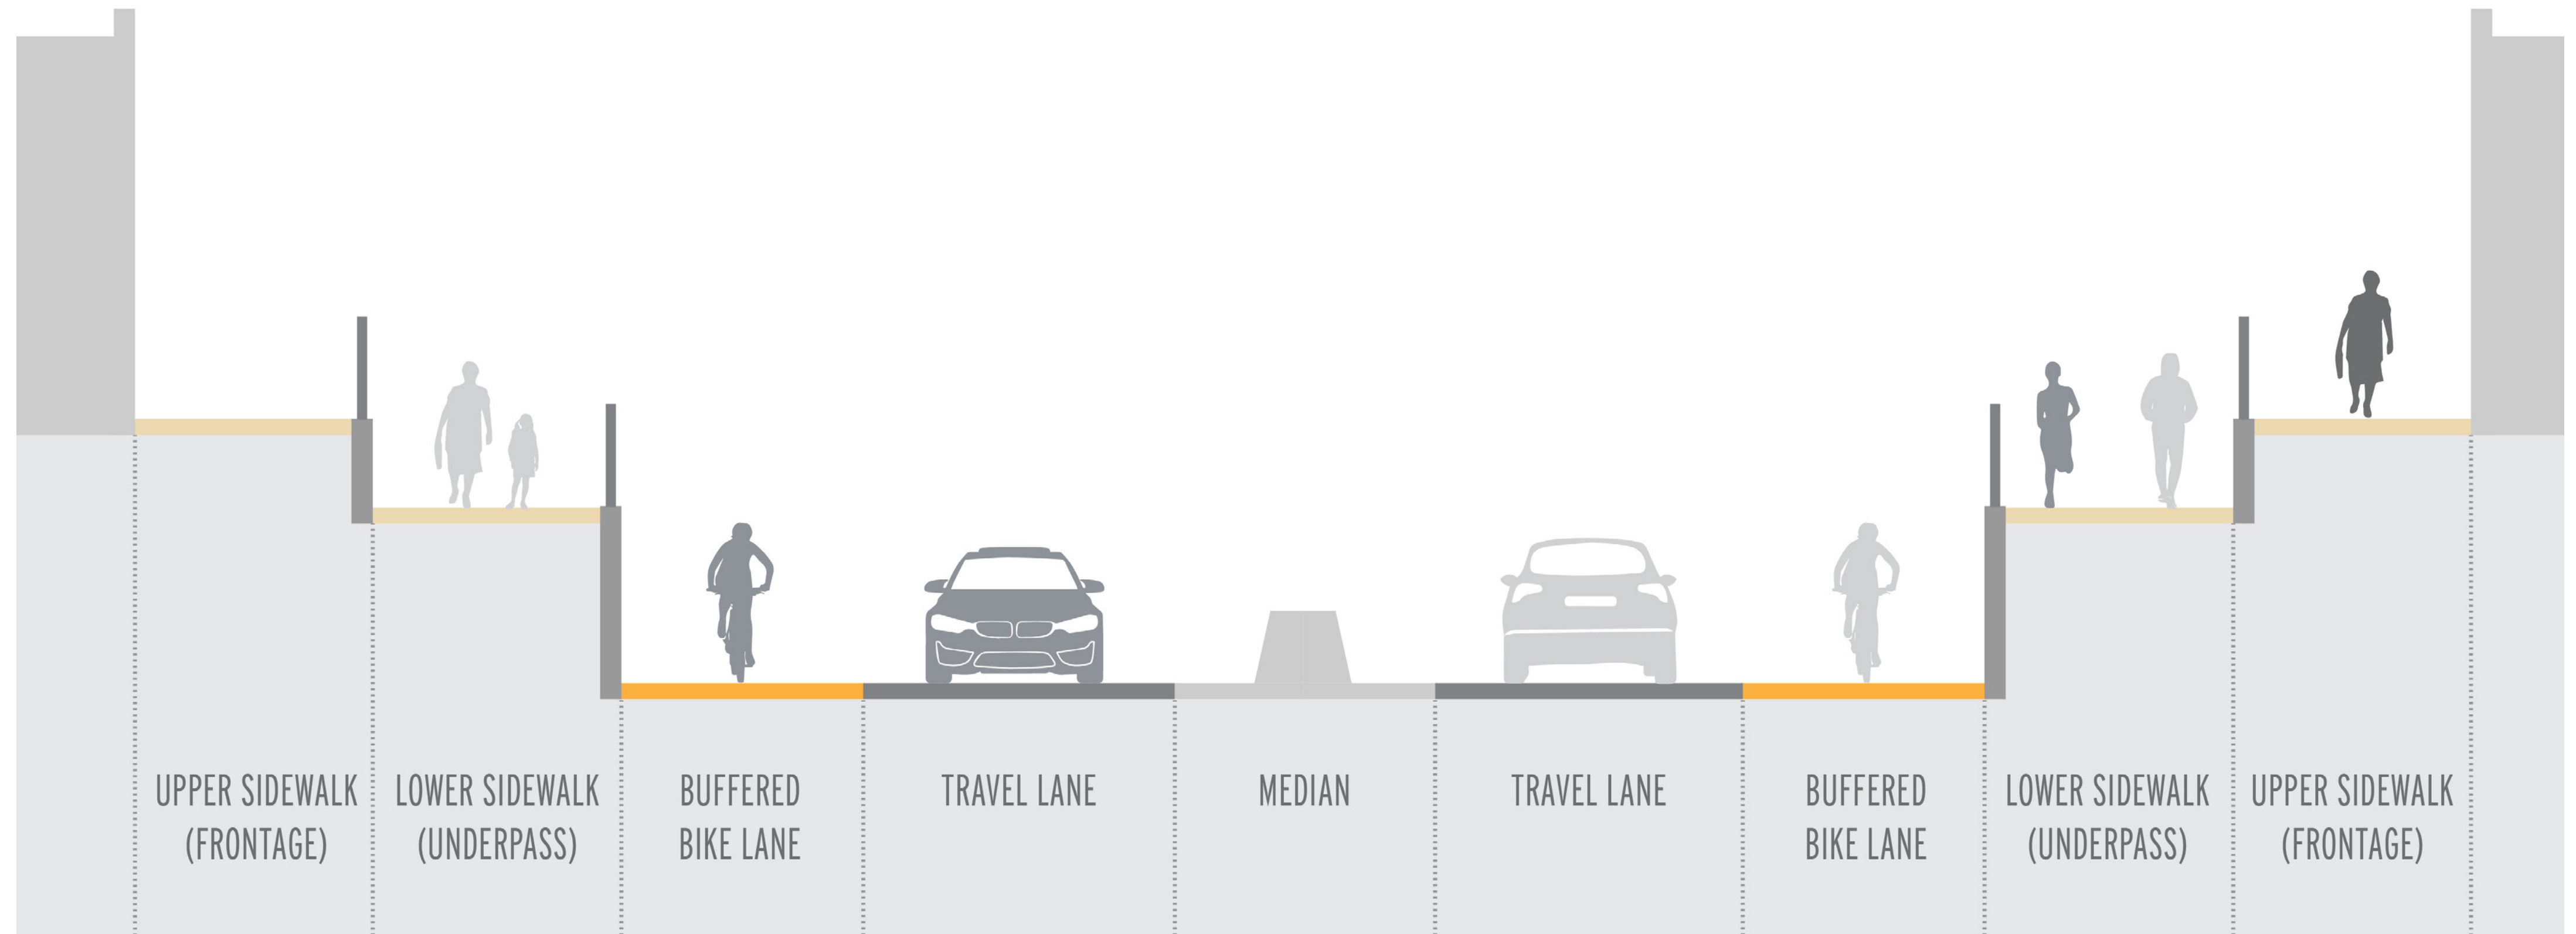 UPPER SIDEWALK
(FRONTAGE)
LOWER SIDEWALK
(UNDERPASS)
BUFFERED
BIKE LANE
TRAVEL LANE
MEDIAN
TRAVEL LANE
BUFFERED
BIKE LANE
LOWER SIDEWALK
(UNDERPASS)
UPPER SIDEWALK
(FRONTAGE)